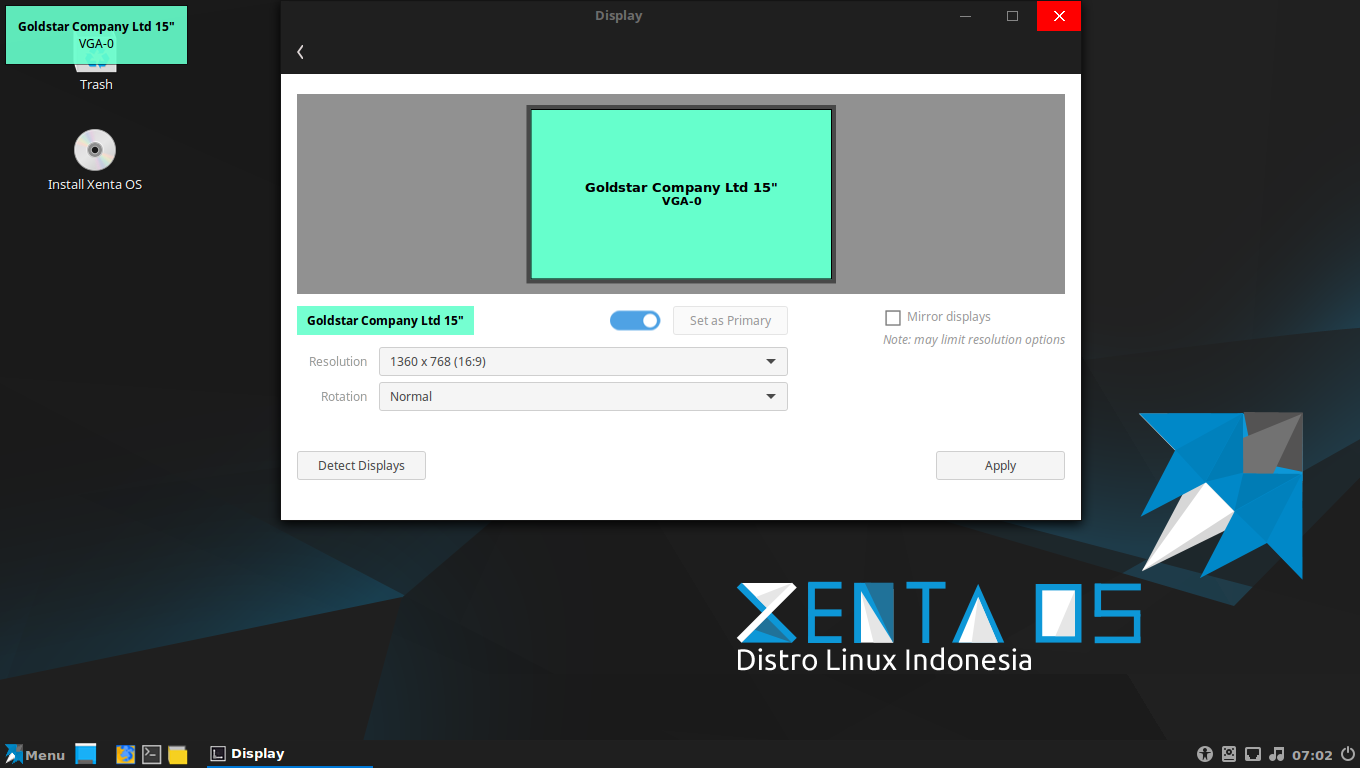 Goldstar Company Ltd 15"
VGA-0
Trash
Install Xenta OS
Display
Goldstar Company Ltd 15"
VGA-0
Goldstar Company Ltd 15"
Set as Primary
Mirror displays
Note: may limit resolution options
Resolution
1360 x 768 (16:9)
Rotation
Normal
Detect Displays
Apply
XENTA OS
Distro Linux Indonesia
Menu
Display
07:02